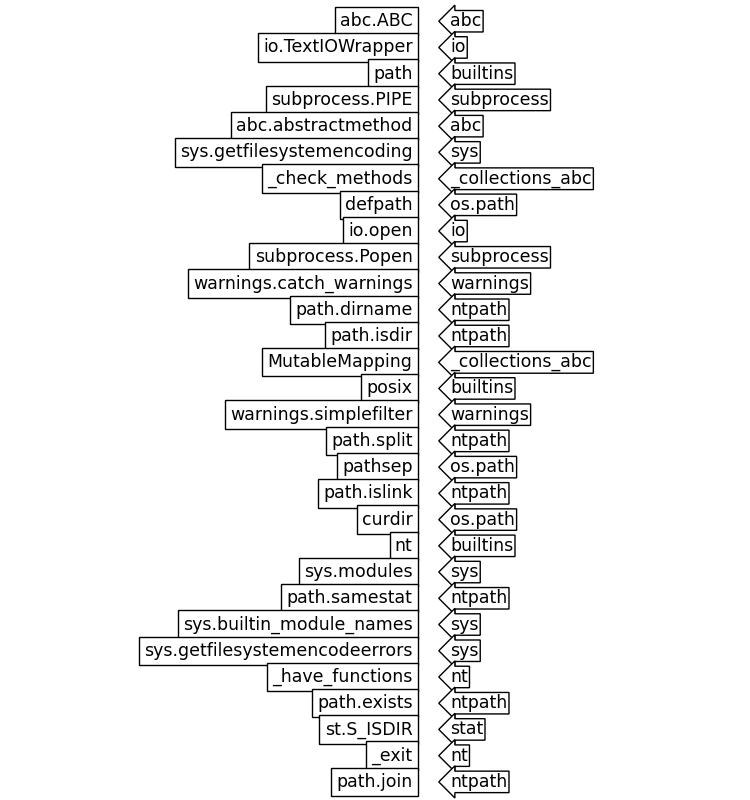 abc.ABC abc
io.TextIOWrapper io
path builtins
subprocess.PIPE subprocess
abc.abstractmethod abc
sys.getfilesystemencoding sys
_check_methods _collections_abc
defpath os.path
io.open io
subprocess.Popen subprocess
warnings.catch_warnings warnings
path.dirname ntpath
path.isdir ntpath
MutableMapping _collections_abc
posix builtins
warnings.simplefilter warnings
path.split ntpath
pathsep os.path
path.islink ntpath
curdir os.path
nt builtins
sys.modules sys
path.samestat ntpath
sys.builtin_module_names sys
sys.getfilesystemencodeerrors sys
_have_functions nt
path.exists ntpath
st.S_ISDIR stat
_exit nt
path.join ntpath